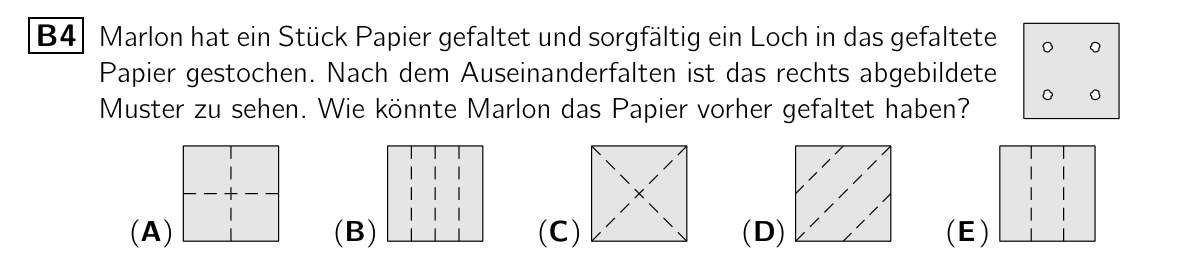 B4 Marlon hat ein Stück Papier gefaltet und sorgfältig ein Loch in das gefaltete
Papier gestochen. Nach dem Auseinanderfalten ist das rechts abgebildete
Muster zu sehen. Wie könnte Marlon das Papier vorher gefaltet haben?
(A) (B) (C) (D) (E)